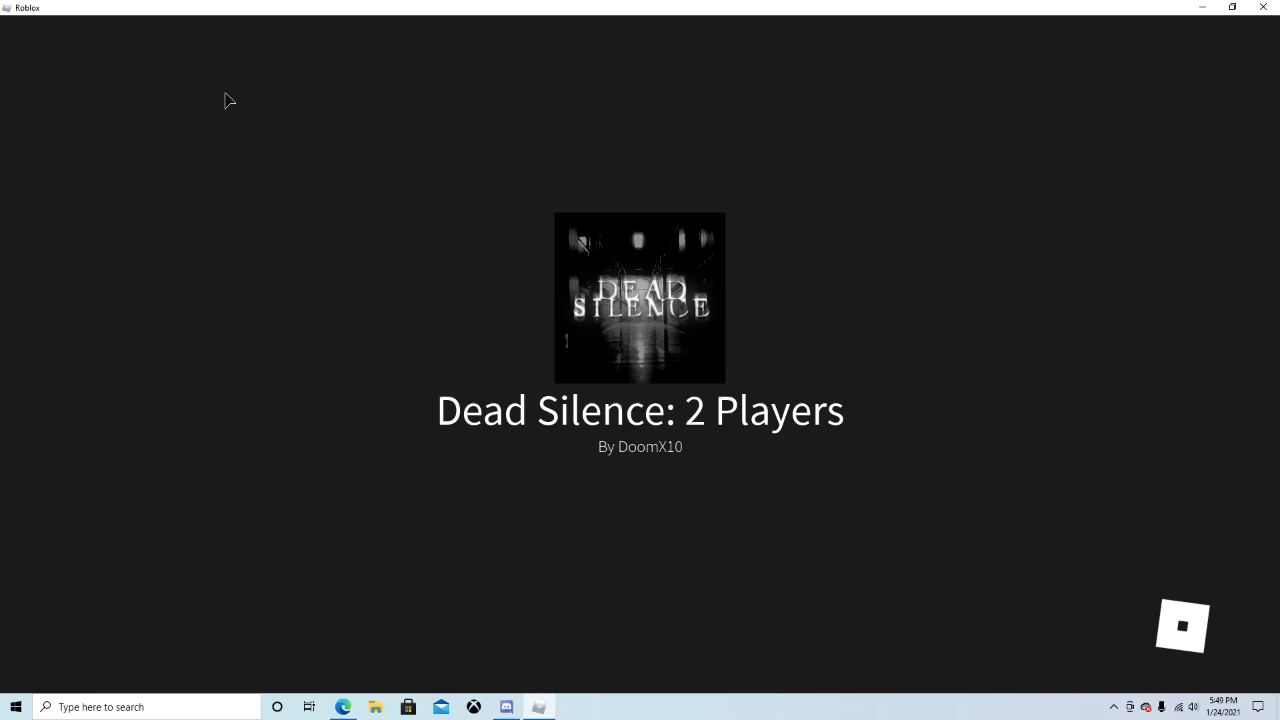 Roblox
DEAD
SILENCE
Dead Silence: 2 Players
By DoomX10
Type here to search
5:49 PM
1/24/2021